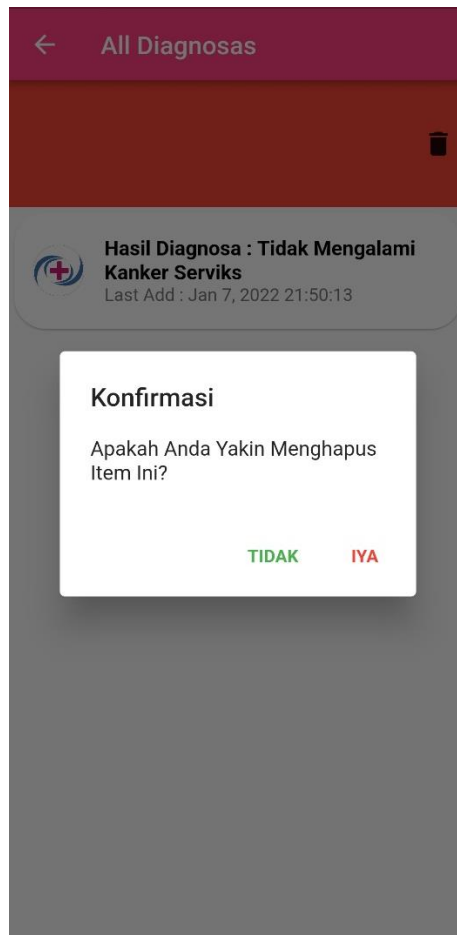 All Diagnosas
Hasil Diagnosa : Tidak Mengalami
Kanker Serviks
Last Add : Jan 7, 2022 21:50:13
Konfirmasi
Apakah Anda Yakin Menghapus
Item Ini?
TIDAK IYA